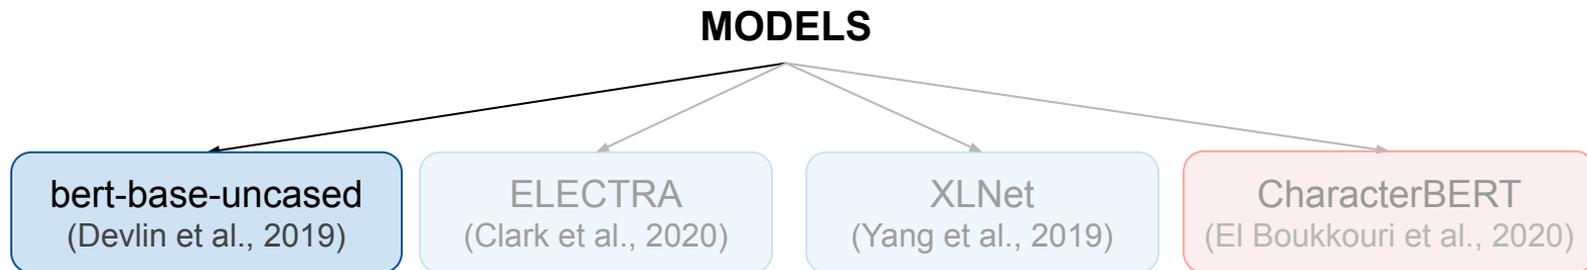 MODELS
bert-base-uncased
(Devlin et al., 2019)
ELECTRA
(Clark et al., 2020)
XLNet
(Yang et al., 2019)
CharacterBERT
(El Boukkouri et al., 2020)